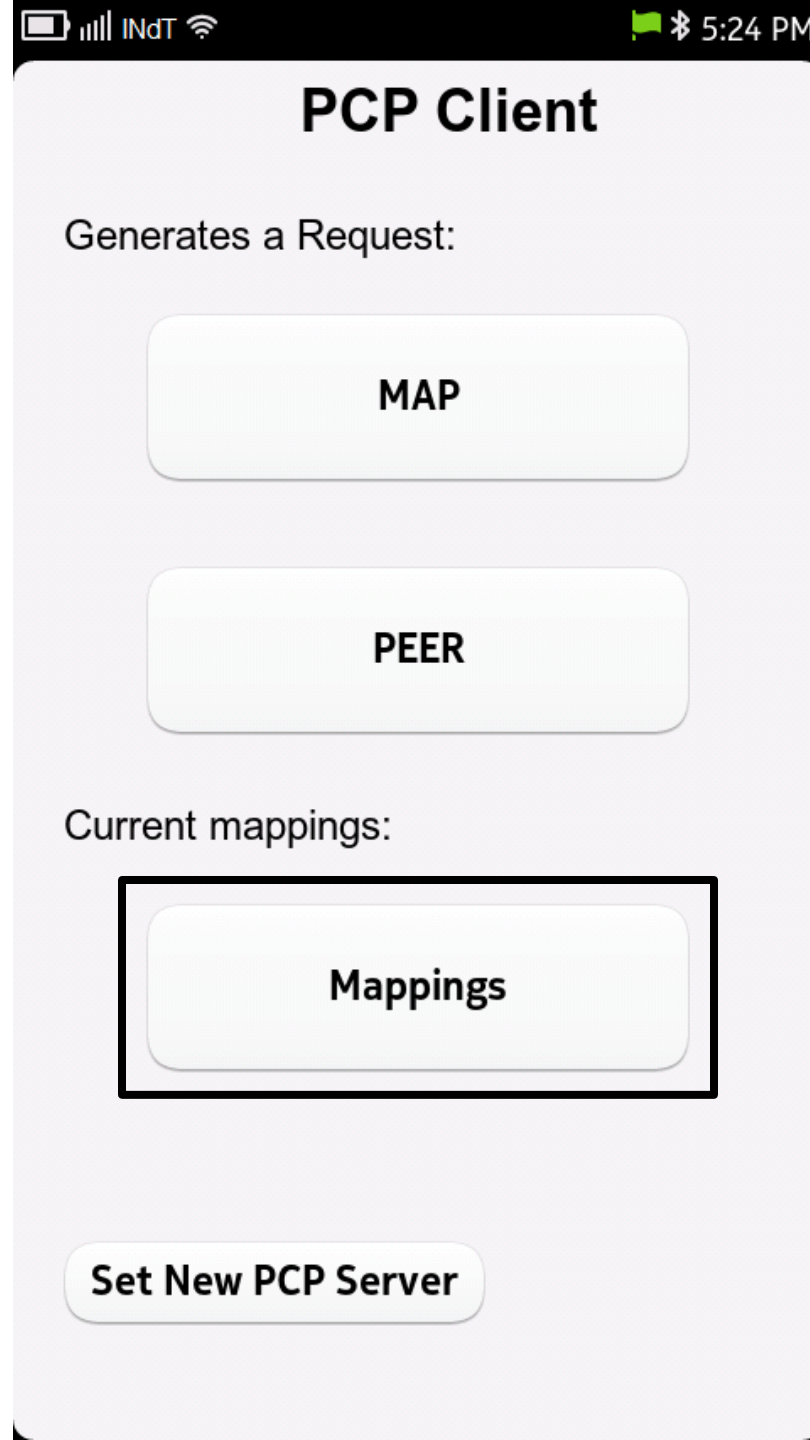 INdT 5:24 PM
PCP Client
Generates a Request:
MAP
PEER
Current mappings:
Mappings
Set New PCP Server